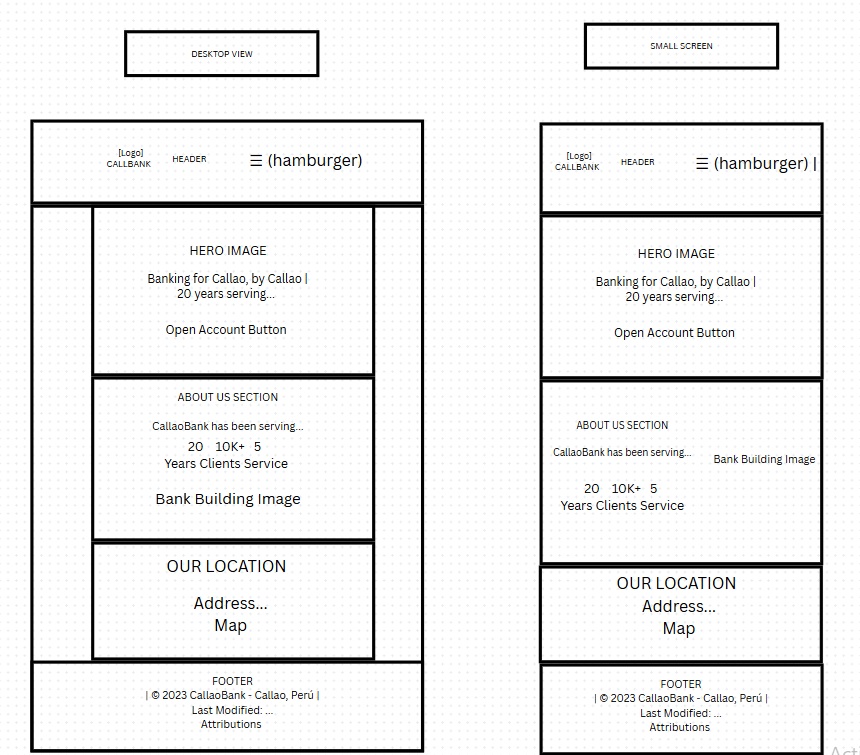 DESKTOP VIEW
[Logo]
CALLBANK
HEADER
☰ (hamburger)
HERO IMAGE
Banking for Callao, by Callao |
20 years serving...
Open Account Button
ABOUT US SECTION
CallaoBank has been serving...
20 10K+ 5
Years Clients Service
Bank Building Image
OUR LOCATION
Address...
Map
FOOTER
| © 2023 CallaoBank - Callao, Perú |
Last Modified: ...
Attributions
SMALL SCREEN
[Logo]
CALLBANK
HEADER
☰ (hamburger) |
HERO IMAGE
Banking for Callao, by Callao |
20 years serving...
Open Account Button
ABOUT US SECTION
CallaoBank has been serving...
20 10K+ 5
Years Clients Service
Bank Building Image
OUR LOCATION
Address...
Map
FOOTER
| © 2023 CallaoBank - Callao, Perú |
Last Modified: ...
Attributions